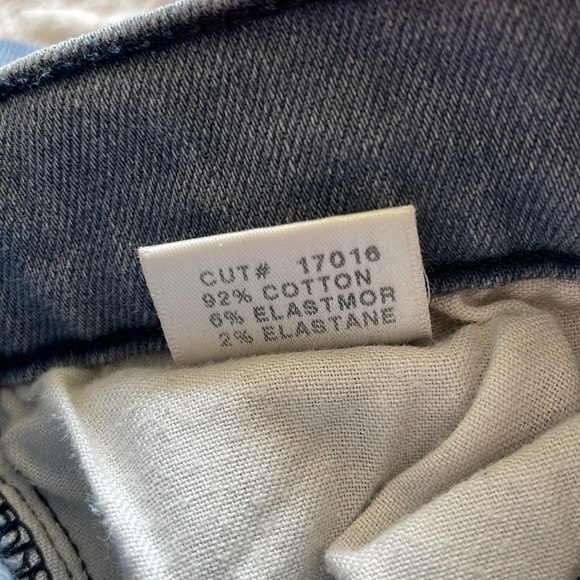 CUT# 17016
92% COTTON
6% ELASTMOR
2% ELASTANE